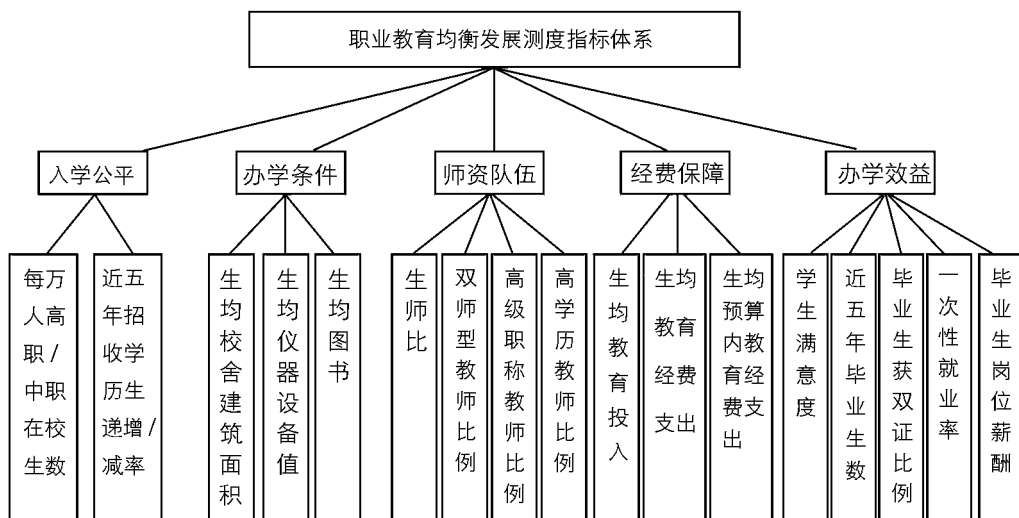 职业教育均衡发展测度指标体系
入学公平
办学条件
师资队伍
经费保障
办学效益
每万
人高
职/
中职
在校
生数
近五
年招
收学
历生
递增/
减率
生均校舍建筑面积
生均仪器设备值
生均图书
生师比
双师型教师比例
高级职称教师比例
高学历教师比例
生均教育投入
生均
教育
经费
支出
生均
预算
内教
育经
费支
出
学生满意度
近五年毕业生数
毕业生获双证比例
一次性就业率
毕业生岗位薪酬